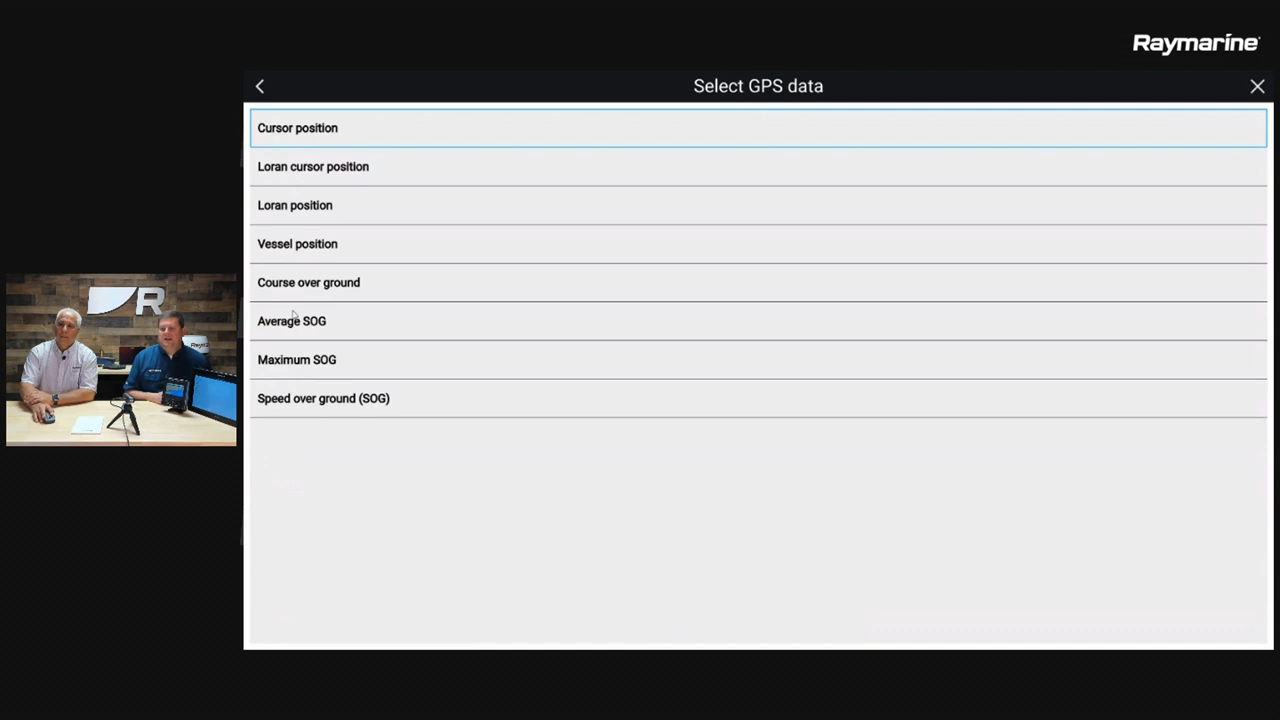 Raymarine
Select GPS data
Cursor position
Loran cursor position
Loran position
Vessel position
Course over ground
Average SOG
Maximum SOG
Speed over ground (SOG)
R